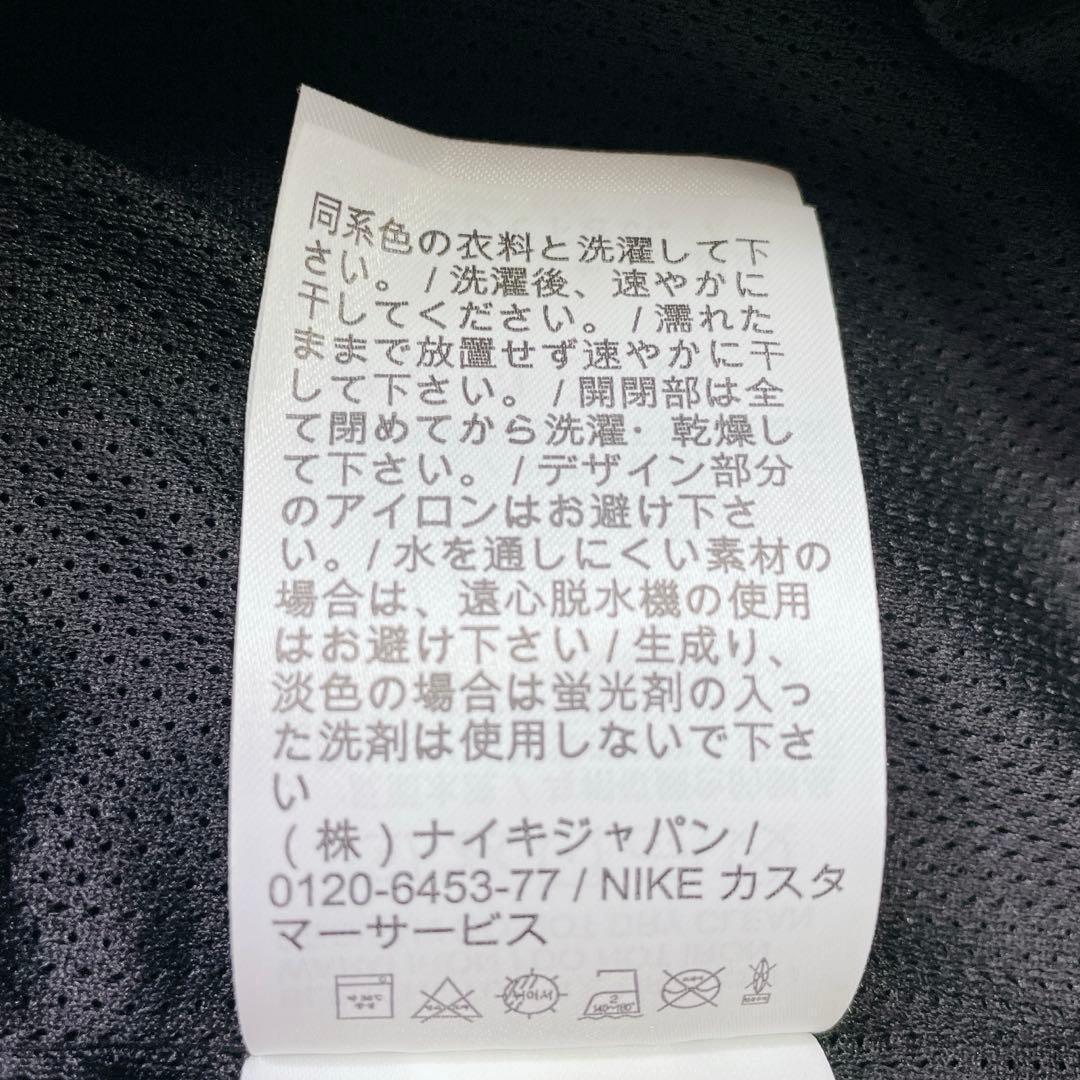 同系色の衣料と洗濯して下
さい。/洗濯後、速やかに
干してください。/濡れた
ままで放置せず速やかに干
して下さい。/開閉部は全
て閉めてから洗濯・乾燥し
て下さい。/デザイン部分
のアイロンはお避け下さ
い。/水を通しにくい素材の
場合は、遠心脱水機の使用
はお避け下さい/生成り、
淡色の場合は蛍光剤の入っ
た洗剤は使用しないで下さ
い
(株)ナイキジャパン/
0120-6453-77/NIKE カスタ
マーサービス
뉘어서
2
140~160°